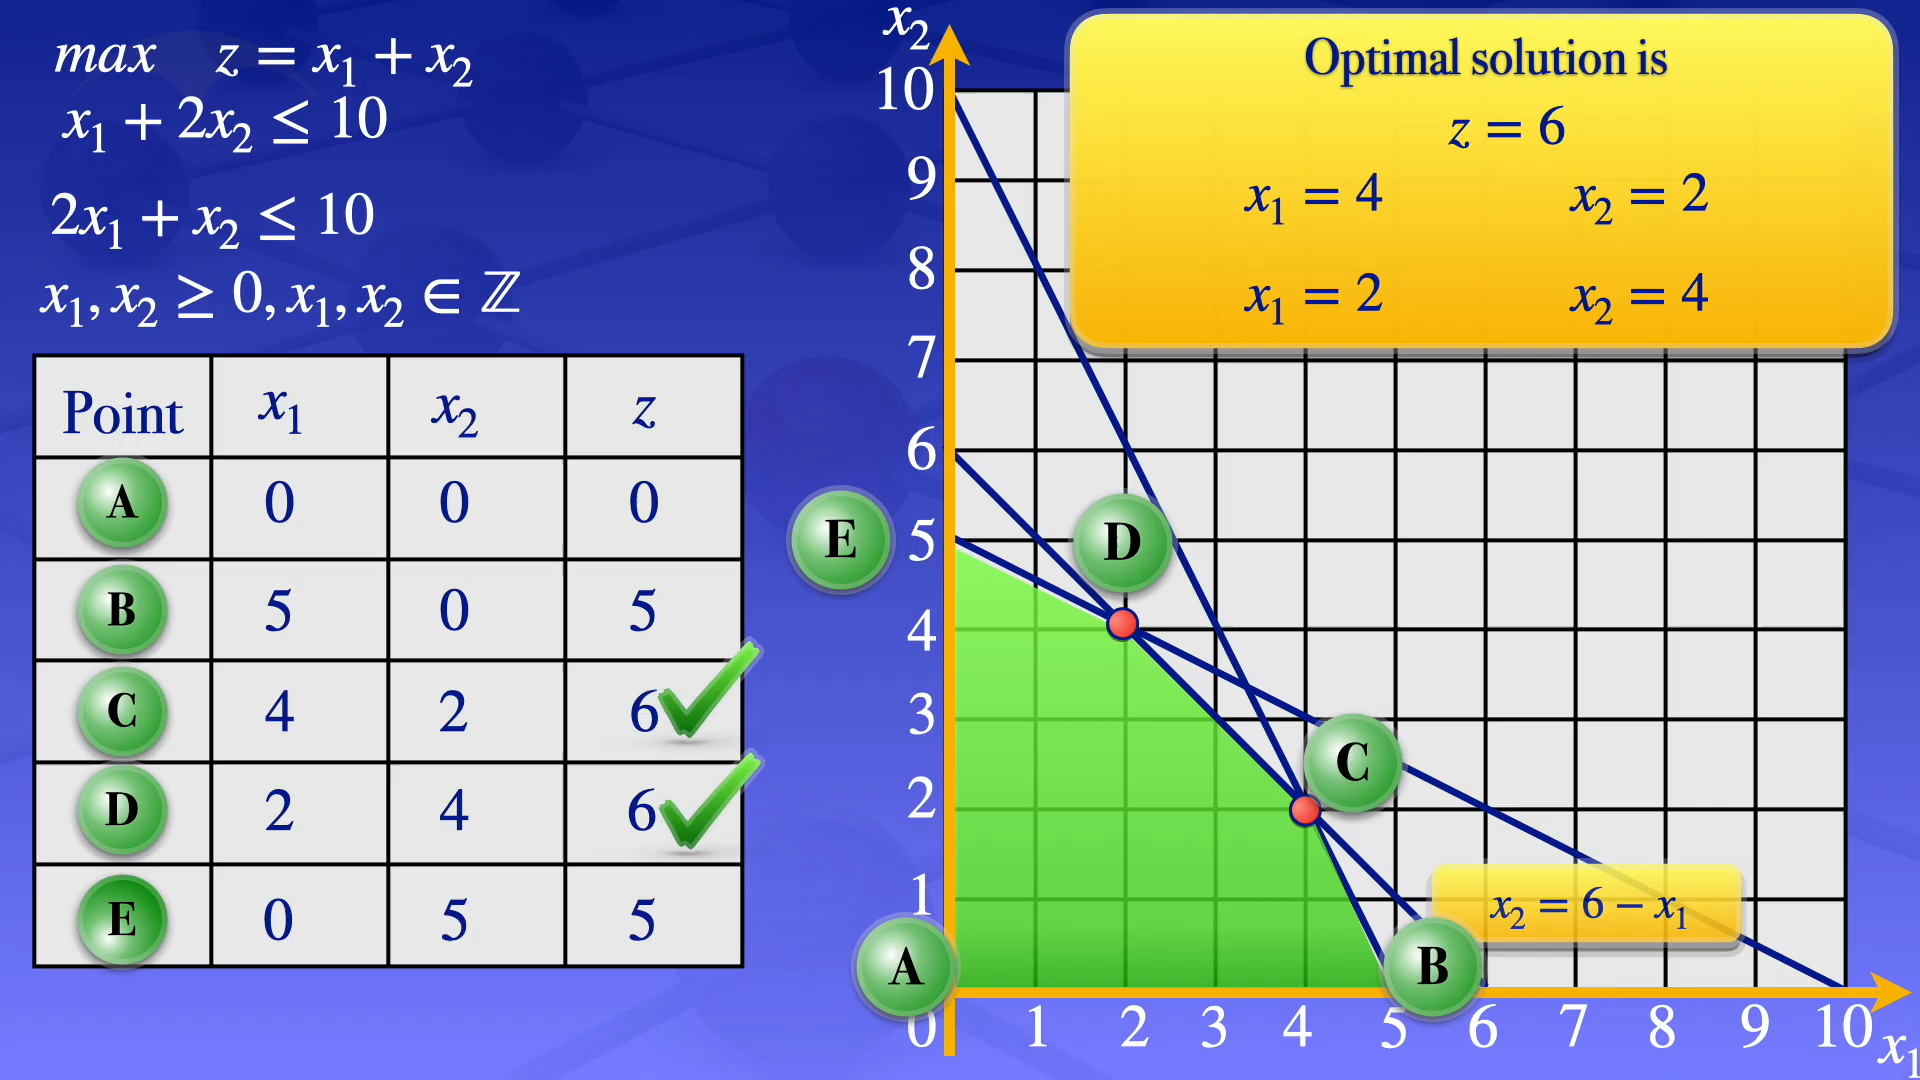 max z = x₁ + x₂
x₁ + 2x₂ ≤ 10
2x₁ + x₂ ≤ 10
x₁, x₂ ≥ 0, x₁, x₂ ∈ ℤ
Point x₁ x₂ z
A 0 0 0
B 5 0 5
C 4 2 6
D 2 4 6
E 0 5 5
Optimal solution is
z = 6
x₁ = 4 x₂ = 2
x₁ = 2 x₂ = 4
x₂
10
9
8
7
6
5
4
3
2
1
E
D
C
A
B
x₂ = 6 − x₁
0 1 2 3 4 5 6 7 8 9 10 x₁